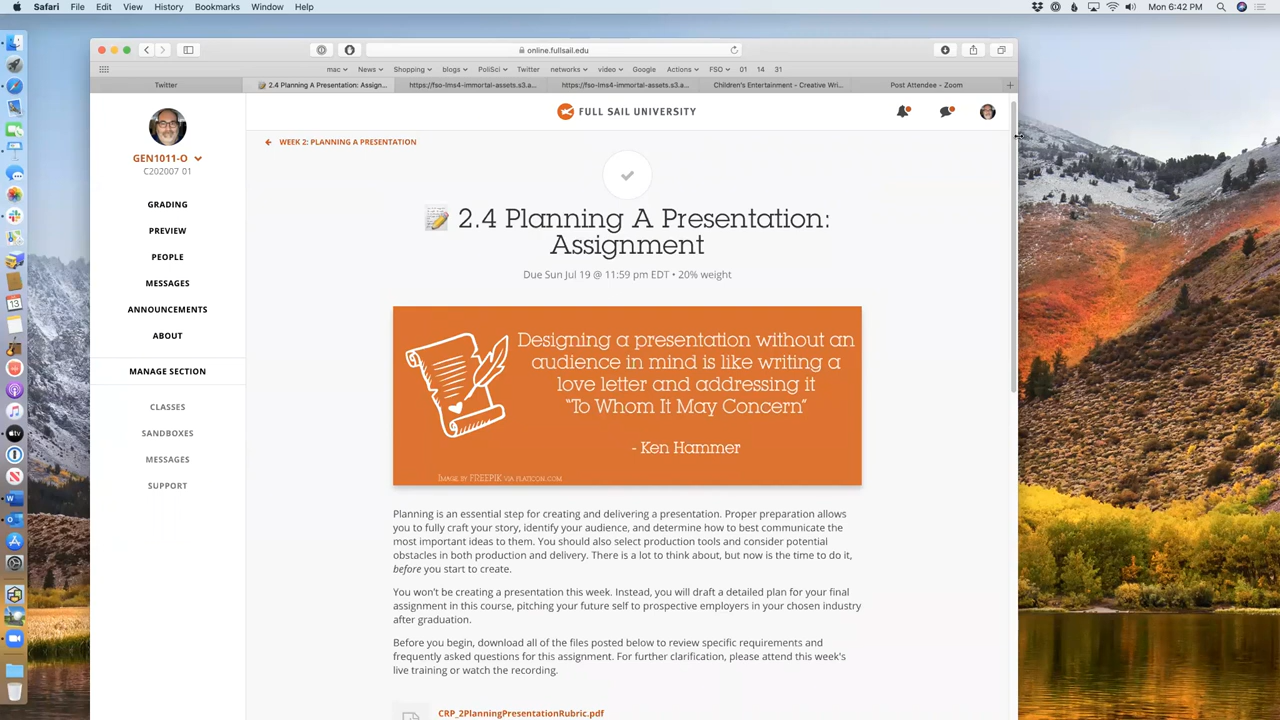 Safari File Edit View History Bookmarks Window Help
Mon 6:42 PM
online.fullsail.edu
mac News Shopping blogs PoliSci Twitter networks video Google Actions FSO 01 14 31
Twitter
2.4 Planning A Presentation: Assign...
https://fso-lms4-immortal-assets.s3.a...
https://fso-lms4-immortal-assets.s3.a...
Children's Entertainment - Creative Wri...
Post Attendee - Zoom
FULL SAIL UNIVERSITY
GEN1011-O
C202007 01
GRADING
PREVIEW
PEOPLE
MESSAGES
ANNOUNCEMENTS
ABOUT
MANAGE SECTION
CLASSES
SANDBOXES
MESSAGES
SUPPORT
WEEK 2: PLANNING A PRESENTATION
2.4 Planning A Presentation:
Assignment
Due Sun Jul 19 @ 11:59 pm EDT • 20% weight
Designing a presentation without an
audience in mind is like writing a
love letter and addressing it
“To Whom It May Concern”
- Ken Hammer
IMAGE BY FREEPIK VIA FLATICON.COM
Planning is an essential step for creating and delivering a presentation. Proper preparation allows
you to fully craft your story, identify your audience, and determine how to best communicate the
most important ideas to them. You should also select production tools and consider potential
obstacles in both production and delivery. There is a lot to think about, but now is the time to do it,
before you start to create.
You won't be creating a presentation this week. Instead, you will draft a detailed plan for your final
assignment in this course, pitching your future self to prospective employers in your chosen industry
after graduation.
Before you begin, download all of the files posted below to review specific requirements and
frequently asked questions for this assignment. For further clarification, please attend this week's
live training or watch the recording.
CRP_2PlanningPresentationRubric.pdf
13